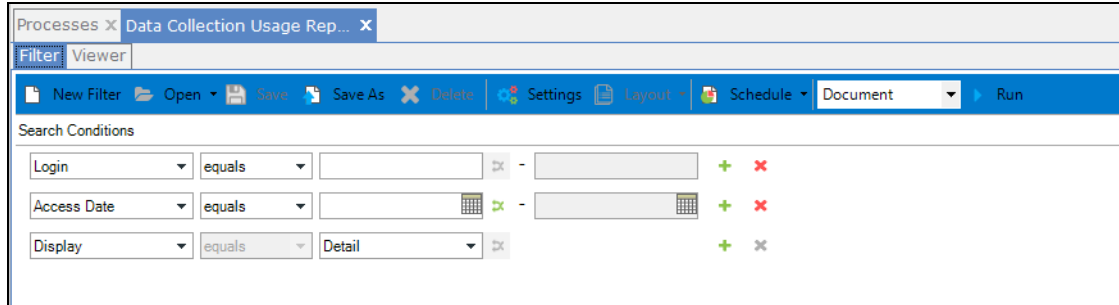 Processes X Data Collection Usage Rep... X
Filter Viewer
New Filter Open Save Save As Delete Settings Layout Schedule Document Run
Search Conditions
Login equals -
Access Date equals -
Display equals Detail